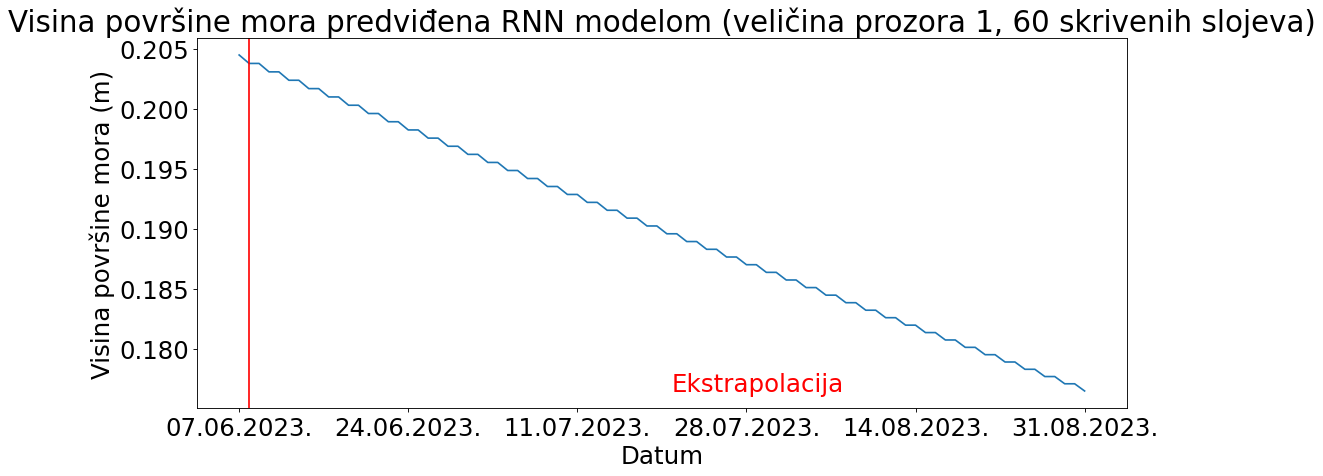 Visina površine mora predviđena RNN modelom (veličina prozora 1, 60 skrivenih slojeva)
Visina površine mora (m)
0.205
0.200
0.195
0.190
0.185
0.180
Ekstrapolacija
07.06.2023. 24.06.2023. 11.07.2023. 28.07.2023. 14.08.2023. 31.08.2023.
Datum